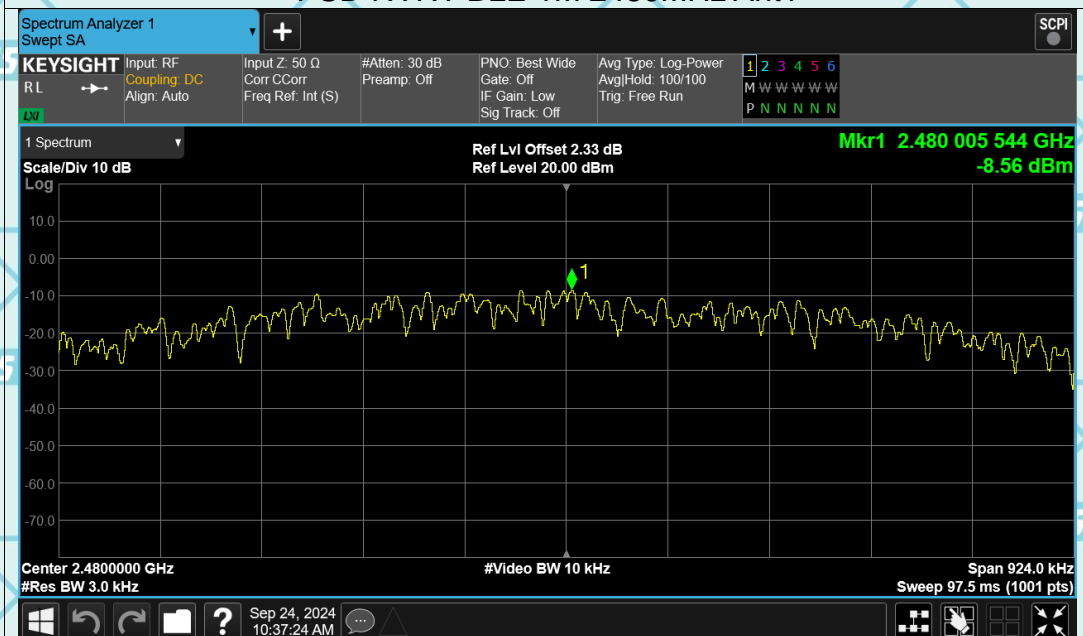 Spectrum Analyzer 1
Swept SA
+
SCPI
KEYSIGHT
R L
LXI
Input: RF
Coupling: DC
Align: Auto
Input Z: 50 Ω
Corr CCorr
Freq Ref: Int (S)
#Atten: 30 dB
Preamp: Off
PNO: Best Wide
Gate: Off
IF Gain: Low
Sig Track: Off
Avg Type: Log-Power
Avg|Hold: 100/100
Trig: Free Run
1 2 3 4 5 6
M W W W W W
P N N N N N
1 Spectrum
Scale/Div 10 dB
Ref Lvl Offset 2.33 dB
Ref Level 20.00 dBm
Mkr1 2.480 005 544 GHz
-8.56 dBm
Log
10.0
0.00
-10.0
-20.0
-30.0
-40.0
-50.0
-60.0
-70.0
1
Center 2.4800000 GHz
#Res BW 3.0 kHz
#Video BW 10 kHz
Span 924.0 kHz
Sweep 97.5 ms (1001 pts)
?
Sep 24, 2024
10:37:24 AM